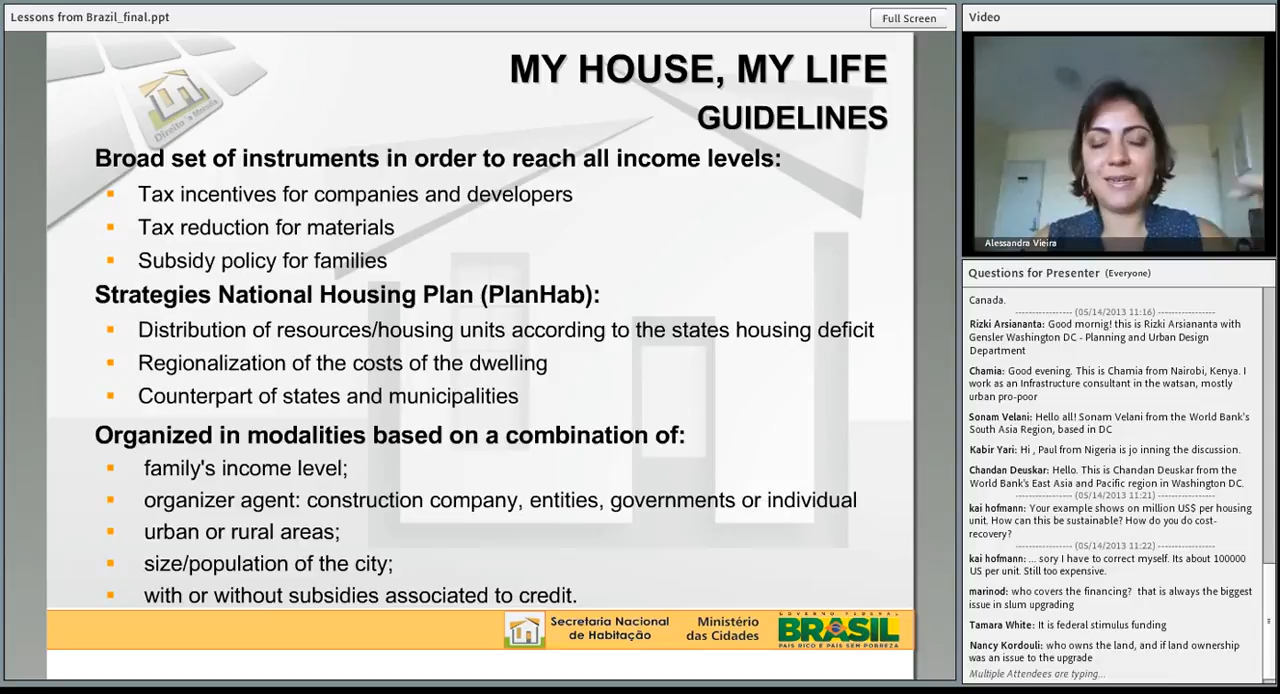 Lessons from Brazil_final.ppt
Full Screen
Direito à Moradia
MY HOUSE, MY LIFE
GUIDELINES
Broad set of instruments in order to reach all income levels:
▪ Tax incentives for companies and developers
▪ Tax reduction for materials
▪ Subsidy policy for families
Strategies National Housing Plan (PlanHab):
▪ Distribution of resources/housing units according to the states housing deficit
▪ Regionalization of the costs of the dwelling
▪ Counterpart of states and municipalities
Organized in modalities based on a combination of:
▪ family's income level;
▪ organizer agent: construction company, entities, governments or individual
▪ urban or rural areas;
▪ size/population of the city;
▪ with or without subsidies associated to credit.
Secretaria Nacional
de Habitação
Ministério
das Cidades
GOVERNO FEDERAL
BRASIL
PAÍS RICO É PAÍS SEM POBREZA
Video
Alessandra Vieira
Questions for Presenter (Everyone)
Canada.
----------------- (05/14/2013 11:16) -----------------
Rizki Arsiananta: Good mornig! this is Rizki Arsiananta with
Gensler Washington DC - Planning and Urban Design
Department
Chamia: Good evening. This is Chamia from Nairobi, Kenya. I
work as an Infrastructure consultant in the watsan, mostly
urban pro-poor
Sonam Velani: Hello all! Sonam Velani from the World Bank's
South Asia Region, based in DC
Kabir Yari: Hi , Paul from Nigeria is jo inning the discussion.
Chandan Deuskar: Hello. This is Chandan Deuskar from the
World Bank's East Asia and Pacific region in Washington DC.
----------------- (05/14/2013 11:21) -----------------
kai hofmann: Your example shows on million US$ per housing
unit. How can this be sustainable? How do you do cost-
recovery?
----------------- (05/14/2013 11:22) -----------------
kai hofmann: ... sory I have to correct myself. Its about 100000
US per unit. Still too expensive.
marinod: who covers the financing? that is always the biggest
issue in slum upgrading
Tamara White: It is federal stimulus funding
Nancy Kordouli: who owns the land, and if land ownership
was an issue to the upgrade
Multiple Attendees are typing...